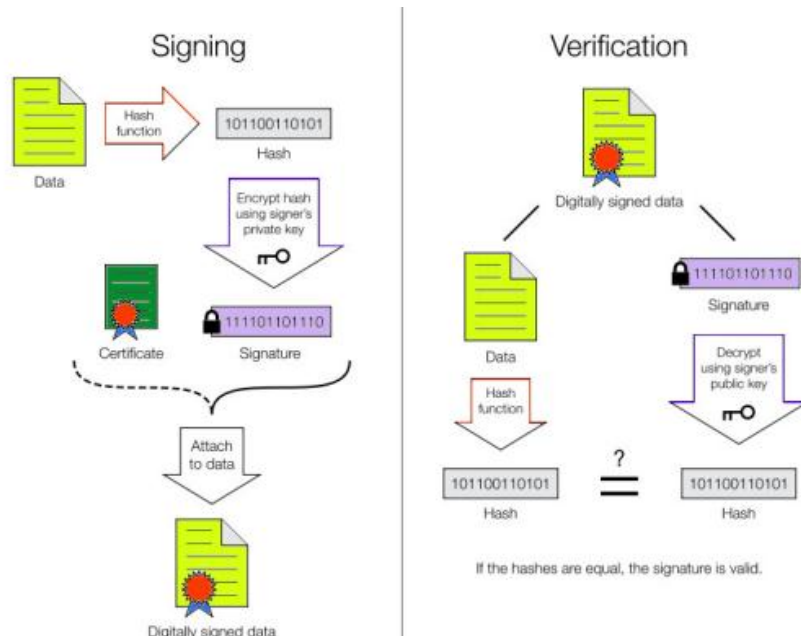 Signing
Data
Hash
function
101100110101
Hash
Encrypt hash
using signer's
private key
Certificate
111101101110
Signature
Attach
to data
Digitally signed data
Verification
Digitally signed data
Data
111101101110
Signature
Hash
function
Decrypt
using signer's
public key
101100110101
Hash
?
=
101100110101
Hash
If the hashes are equal, the signature is valid.